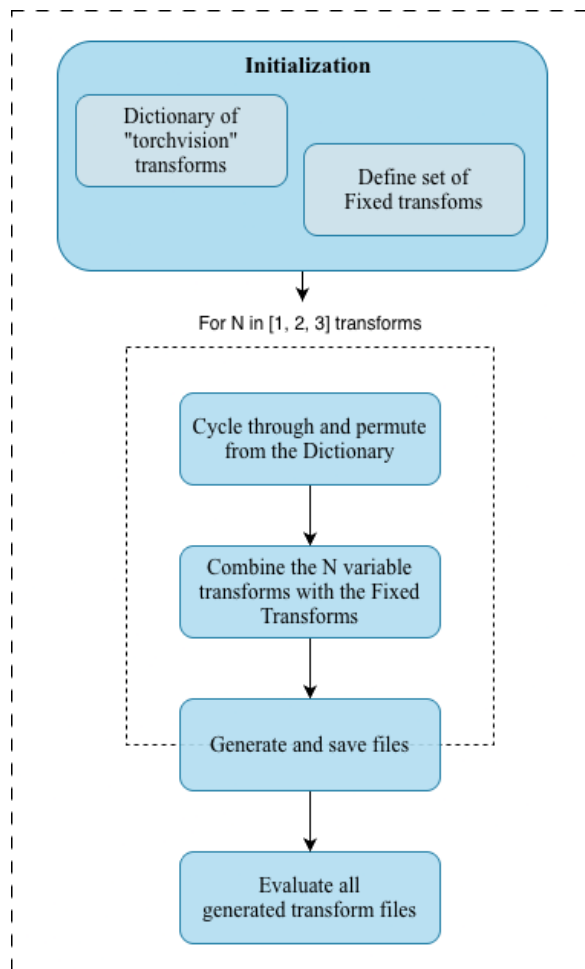 Initialization
Dictionary of
"torchvision"
transforms
Define set of
Fixed transfoms
For N in [1, 2, 3] transforms
Cycle through and permute
from the Dictionary
Combine the N variable
transforms with the Fixed
Transforms
Generate and save files
Evaluate all
generated transform files